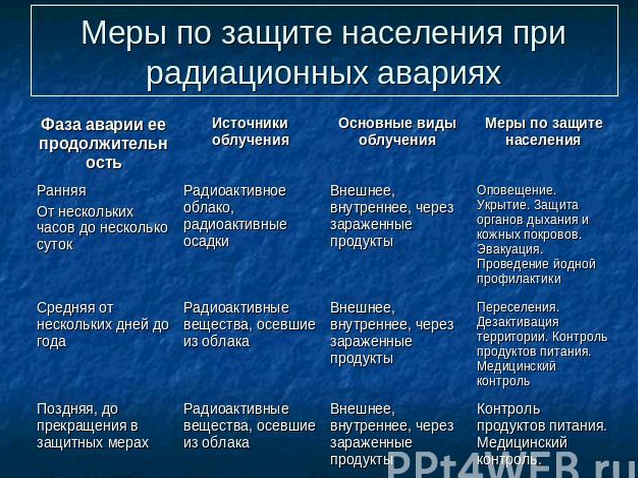 Меры по защите населения при
радиационных авариях
Фаза аварии ее
продолжительн
ость
Источники
облучения
Основные виды
облучения
Меры по защите
населения
Ранняя
От нескольких
часов до несколько
суток
Радиоактивное
облако,
радиоактивные
осадки
Внешнее,
внутреннее, через
зараженные
продукты
Оповещение.
Укрытие. Защита
органов дыхания и
кожных покровов.
Эвакуация.
Проведение йодной
профилактики
Средняя от
нескольких дней до
года
Радиоактивные
вещества, осевшие
из облака
Внешнее,
внутреннее, через
зараженные
продукты
Переселения.
Дезактивация
территории. Контроль
продуктов питания.
Медицинский
контроль
Поздняя, до
прекращения в
защитных мерах
Радиоактивные
вещества, осевшие
из облака
Внешнее,
внутреннее, через
зараженные
продукты
Контроль
продуктов питания.
Медицинский
контроль.
PPt4WEB.ru